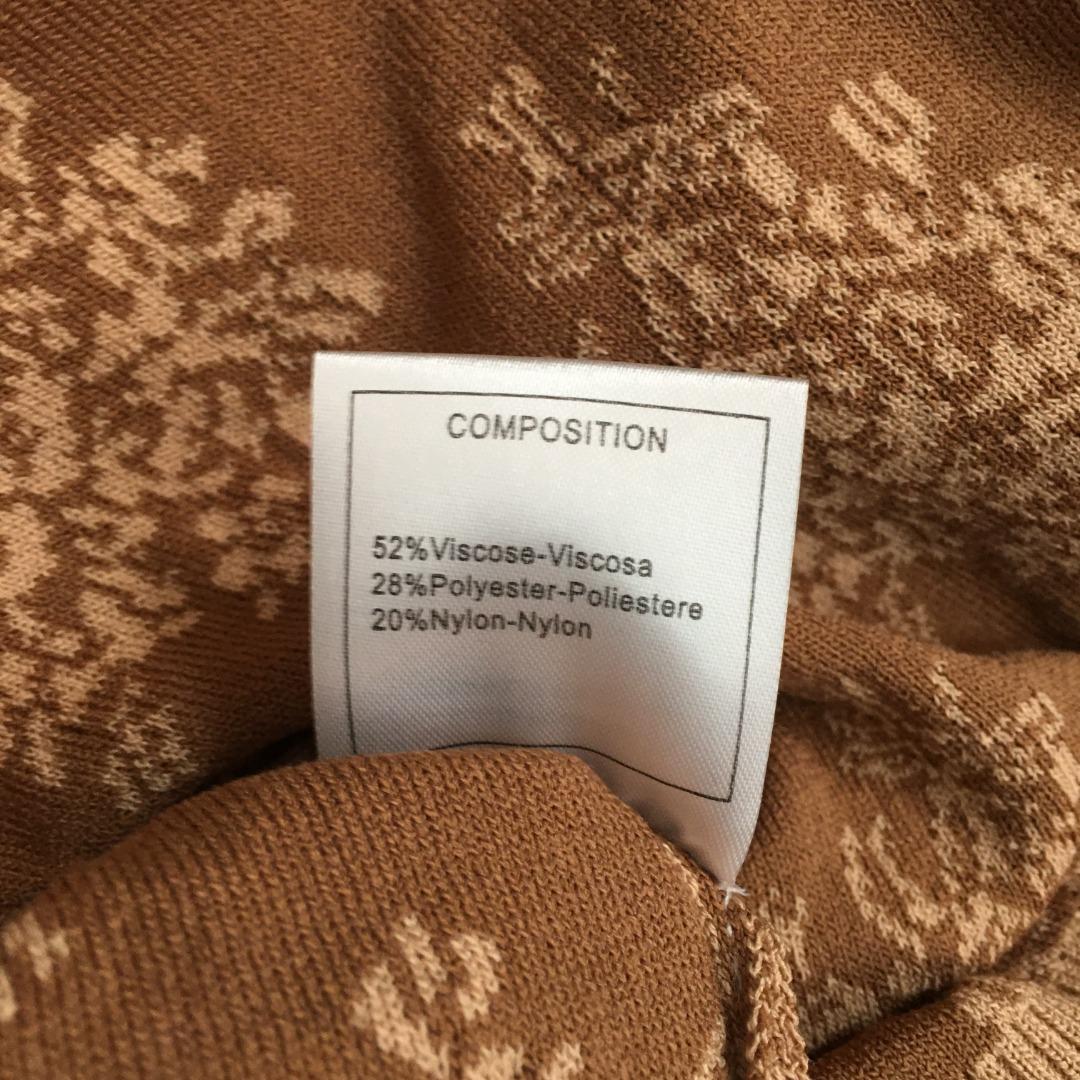 COMPOSITION
52%Viscose-Viscosa
28%Polyester-Poliestere
20%Nylon-Nylon